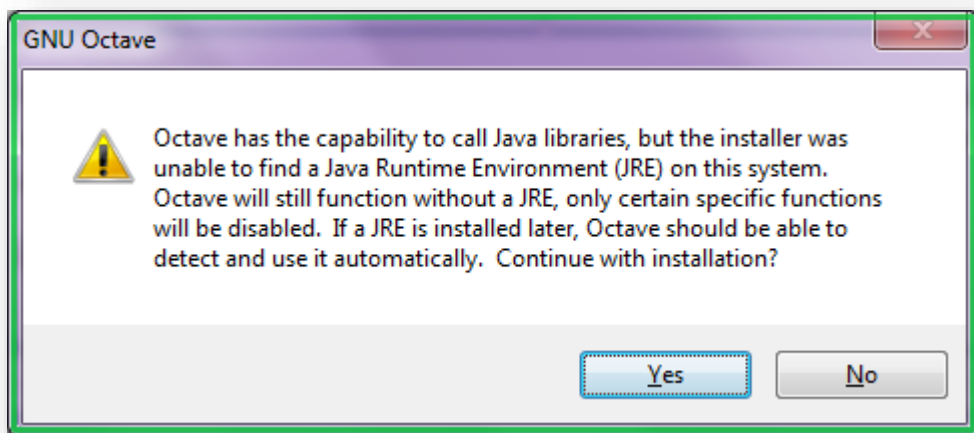 GNU Octave
Octave has the capability to call Java libraries, but the installer was
unable to find a Java Runtime Environment (JRE) on this system.
Octave will still function without a JRE, only certain specific functions
will be disabled.  If a JRE is installed later, Octave should be able to
detect and use it automatically.  Continue with installation?
Yes No